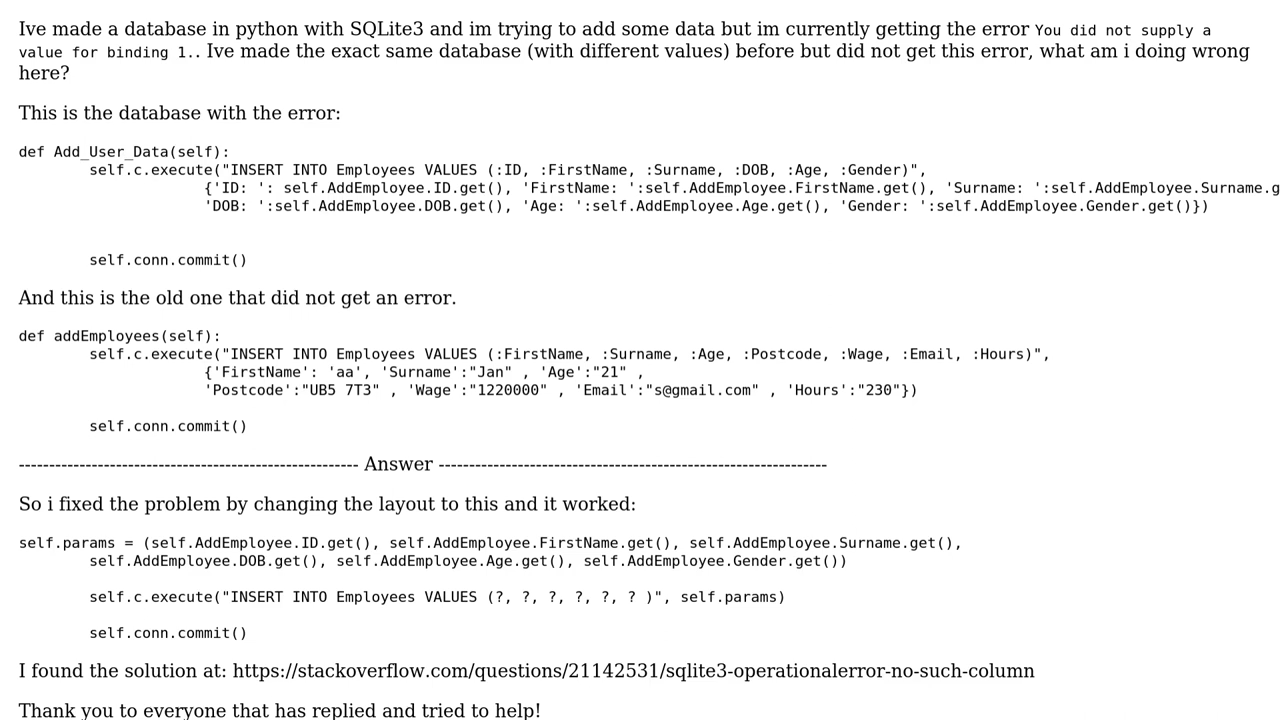 Ive made a database in python with SQLite3 and im trying to add some data but im currently getting the error You did not supply a
value for binding 1.. Ive made the exact same database (with different values) before but did not get this error, what am i doing wrong
here?
This is the database with the error:
def Add_User_Data(self):
        self.c.execute("INSERT INTO Employees VALUES (:ID, :FirstName, :Surname, :DOB, :Age, :Gender)",
                     {'ID: ': self.AddEmployee.ID.get(), 'FirstName: ':self.AddEmployee.FirstName.get(), 'Surname: ':self.AddEmployee.Surname.g
                     'DOB: ':self.AddEmployee.DOB.get(), 'Age: ':self.AddEmployee.Age.get(), 'Gender: ':self.AddEmployee.Gender.get()})
        self.conn.commit()
And this is the old one that did not get an error.
def addEmployees(self):
        self.c.execute("INSERT INTO Employees VALUES (:FirstName, :Surname, :Age, :Postcode, :Wage, :Email, :Hours)",
                     {'FirstName': 'aa', 'Surname':"Jan" , 'Age':"21" ,
                     'Postcode':"UB5 7T3" , 'Wage':"1220000" , 'Email':"s@gmail.com" , 'Hours':"230"})
        self.conn.commit()
-------------------------------------------------------- Answer ----------------------------------------------------------------
So i fixed the problem by changing the layout to this and it worked:
self.params = (self.AddEmployee.ID.get(), self.AddEmployee.FirstName.get(), self.AddEmployee.Surname.get(),
        self.AddEmployee.DOB.get(), self.AddEmployee.Age.get(), self.AddEmployee.Gender.get())
        self.c.execute("INSERT INTO Employees VALUES (?, ?, ?, ?, ?, ? )", self.params)
        self.conn.commit()
I found the solution at: https://stackoverflow.com/questions/21142531/sqlite3-operationalerror-no-such-column
Thank you to everyone that has replied and tried to help!